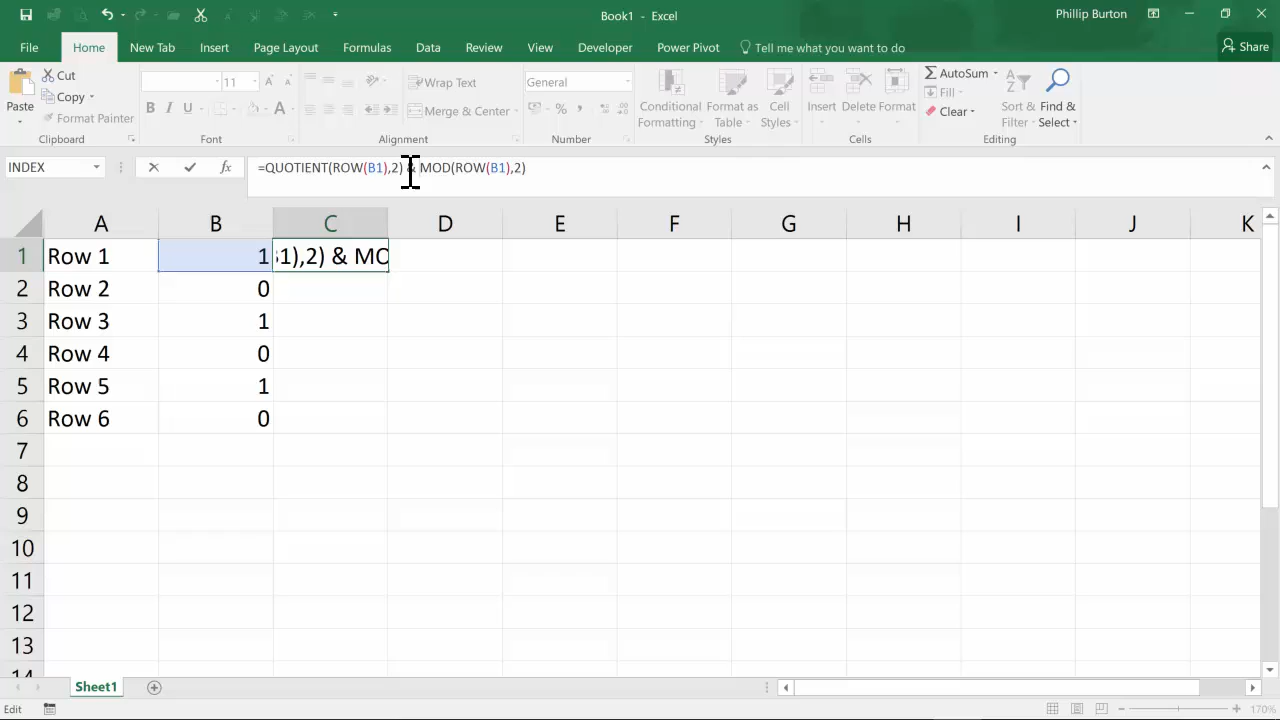 Book1 - Excel
Phillip Burton
File Home New Tab Insert Page Layout Formulas Data Review View Developer Power Pivot Tell me what you want to do Share
Paste
Cut
Copy
Format Painter
Clipboard
11
B I U A
Font
Wrap Text
Merge & Center
Alignment
General
%
Number
Conditional Formatting
Format as Table
Cell Styles
Styles
Insert Delete Format
Cells
AutoSum
Fill
Clear
Sort & Filter
Find & Select
Editing
INDEX fx =QUOTIENT(ROW(B1),2) & MOD(ROW(B1),2)
A B C D E F G H I J K
1 Row 1 1 1),2) & MO
2 Row 2 0
3 Row 3 1
4 Row 4 0
5 Row 5 1
6 Row 6 0
7
8
9
10
11
12
13
14
Sheet1
Edit 170%